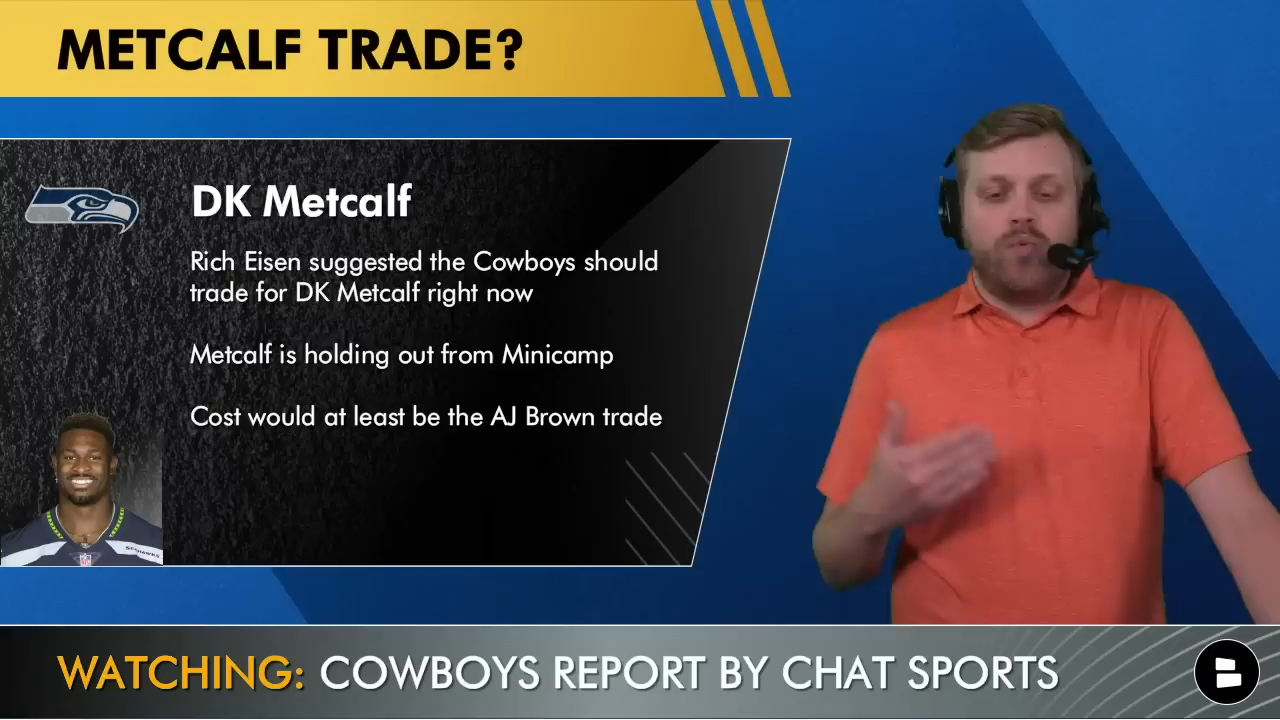 METCALF TRADE?
DK Metcalf
Rich Eisen suggested the Cowboys should
trade for DK Metcalf right now
Metcalf is holding out from Minicamp
Cost would at least be the AJ Brown trade
SEAHAWKS
WATCHING: COWBOYS REPORT BY CHAT SPORTS